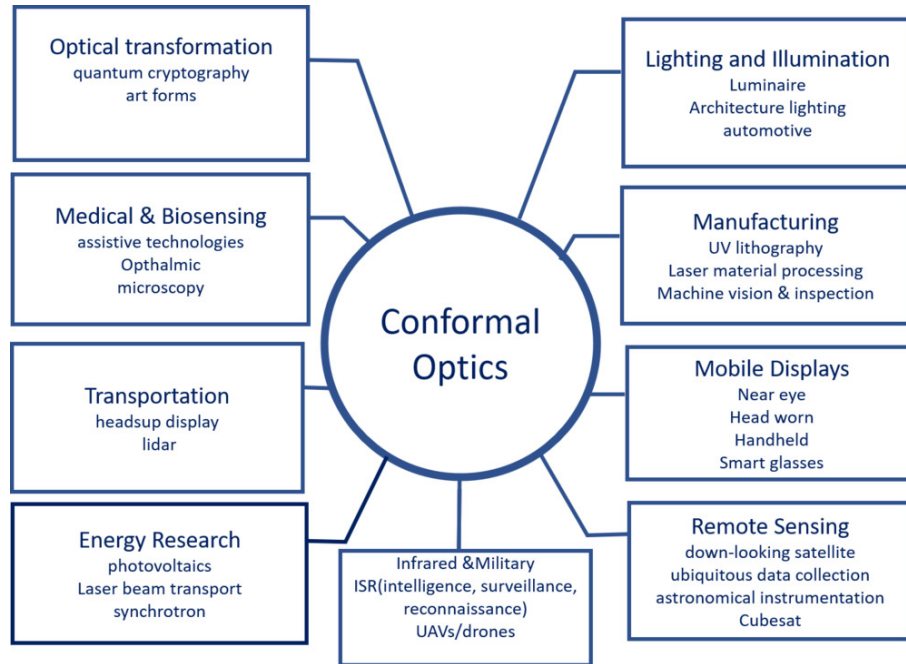 Optical transformation
quantum cryptography
art forms
Medical & Biosensing
assistive technologies
Opthalmic
microscopy
Transportation
headsup display
lidar
Energy Research
photovoltaics
Laser beam transport
synchrotron
Conformal
Optics
Infrared &Military
ISR(intelligence, surveillance,
reconnaissance)
UAVs/drones
Lighting and Illumination
Luminaire
Architecture lighting
automotive
Manufacturing
UV lithography
Laser material processing
Machine vision & inspection
Mobile Displays
Near eye
Head worn
Handheld
Smart glasses
Remote Sensing
down-looking satellite
ubiquitous data collection
astronomical instrumentation
Cubesat